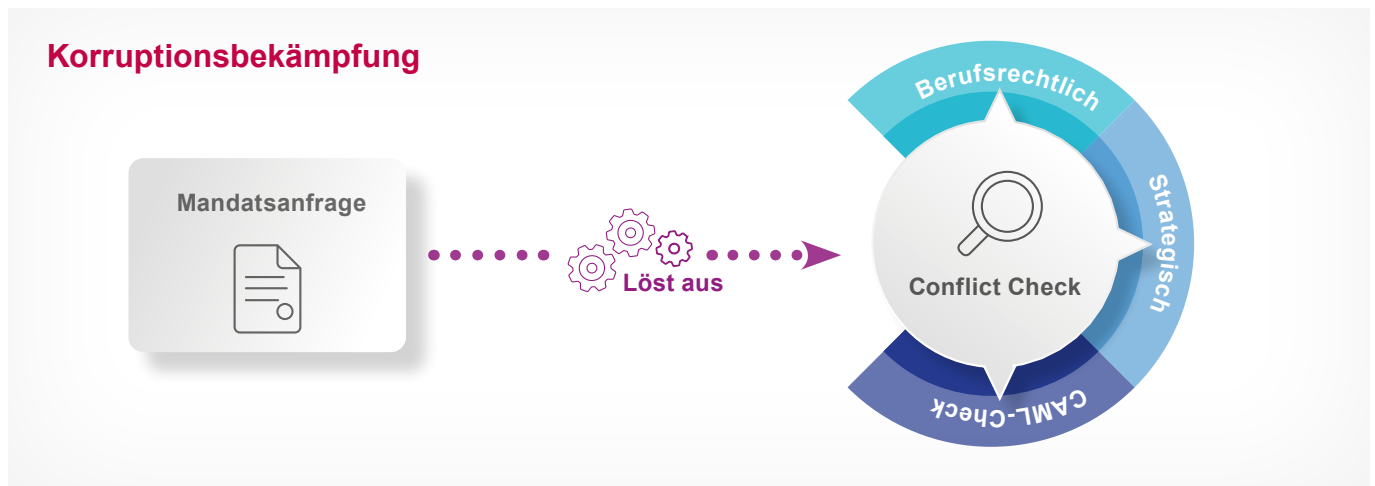 Korruptionsbekämpfung
Mandatsanfrage
Löst aus
Berufsrechtlich
Strategisch
Conflict Check
CAML-Check